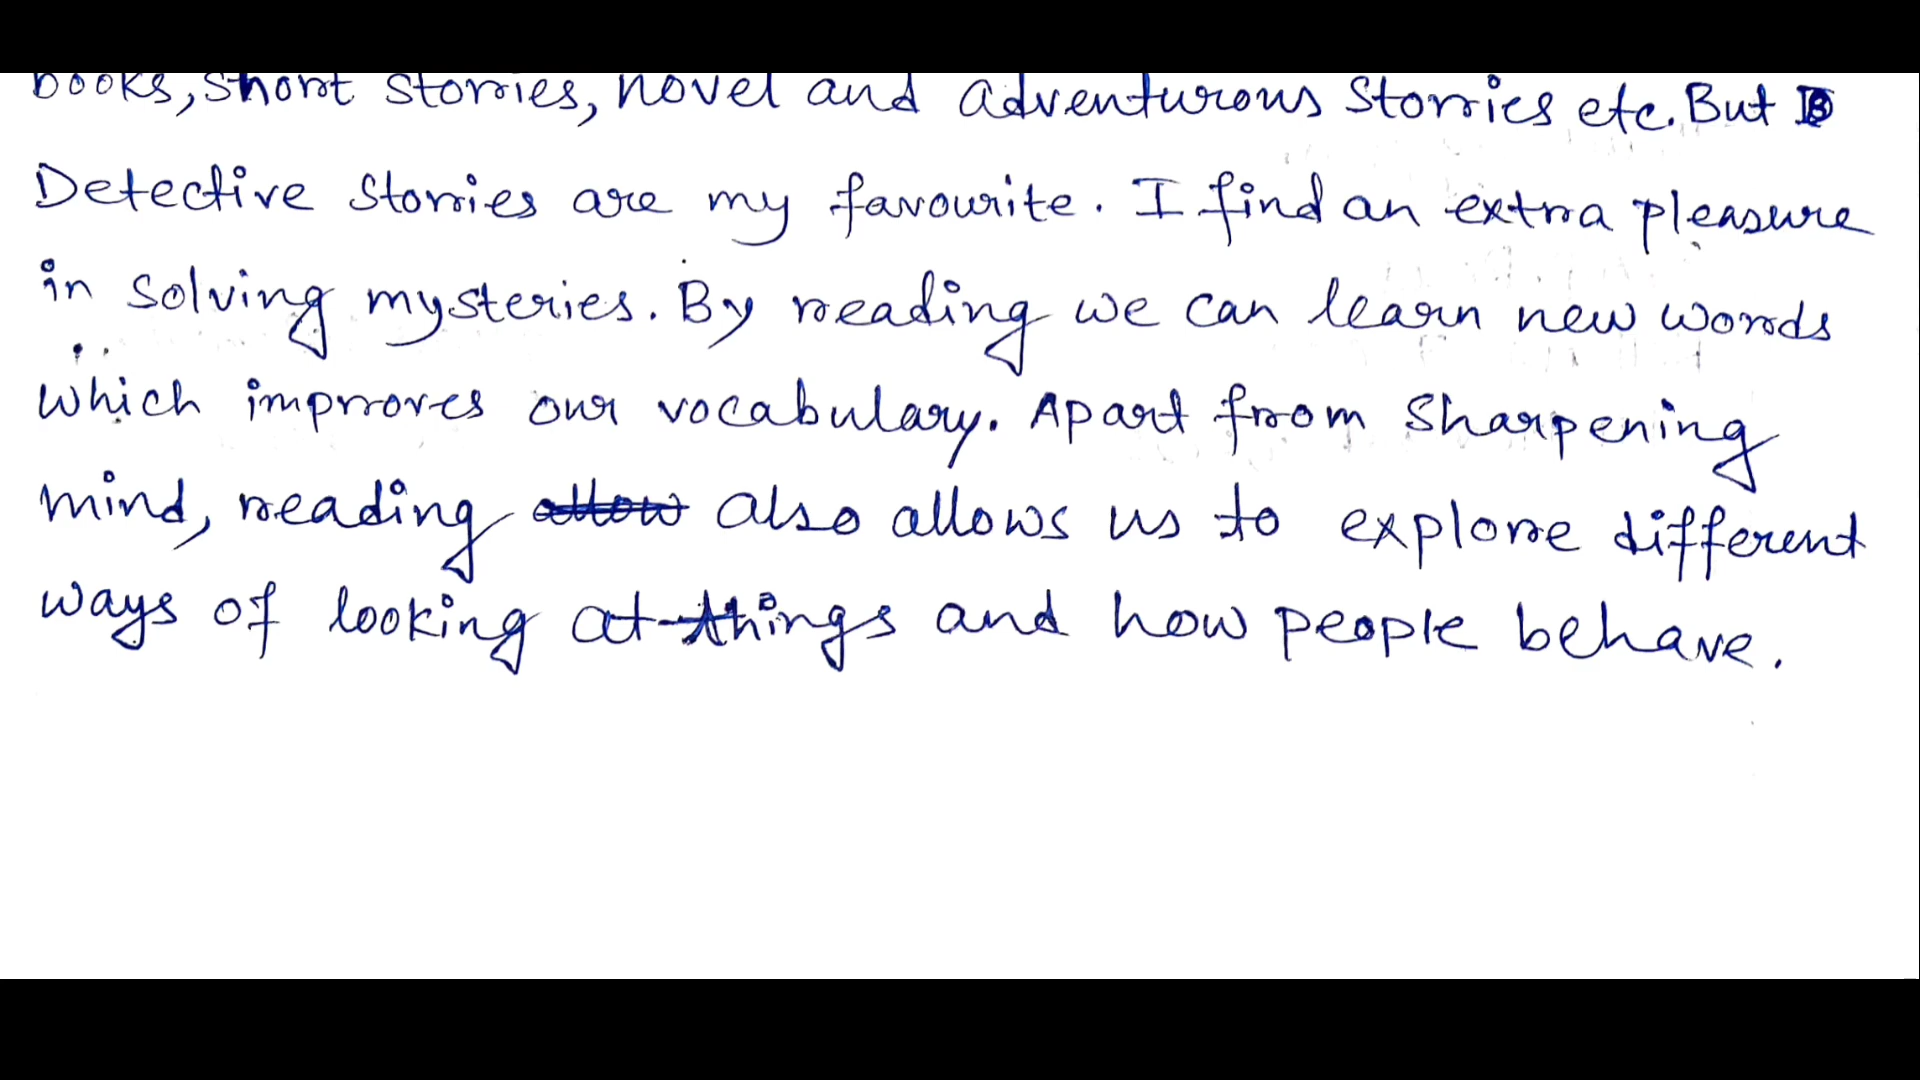 books, short stories, novel and adventurous stories etc. But
Detective stories are my favourite. I find an extra pleasure
in solving mysteries. By reading we can learn new words
which improves our vocabulary. Apart from sharpening
mind, reading also allows us to explore different
ways of looking at things and how people behave.